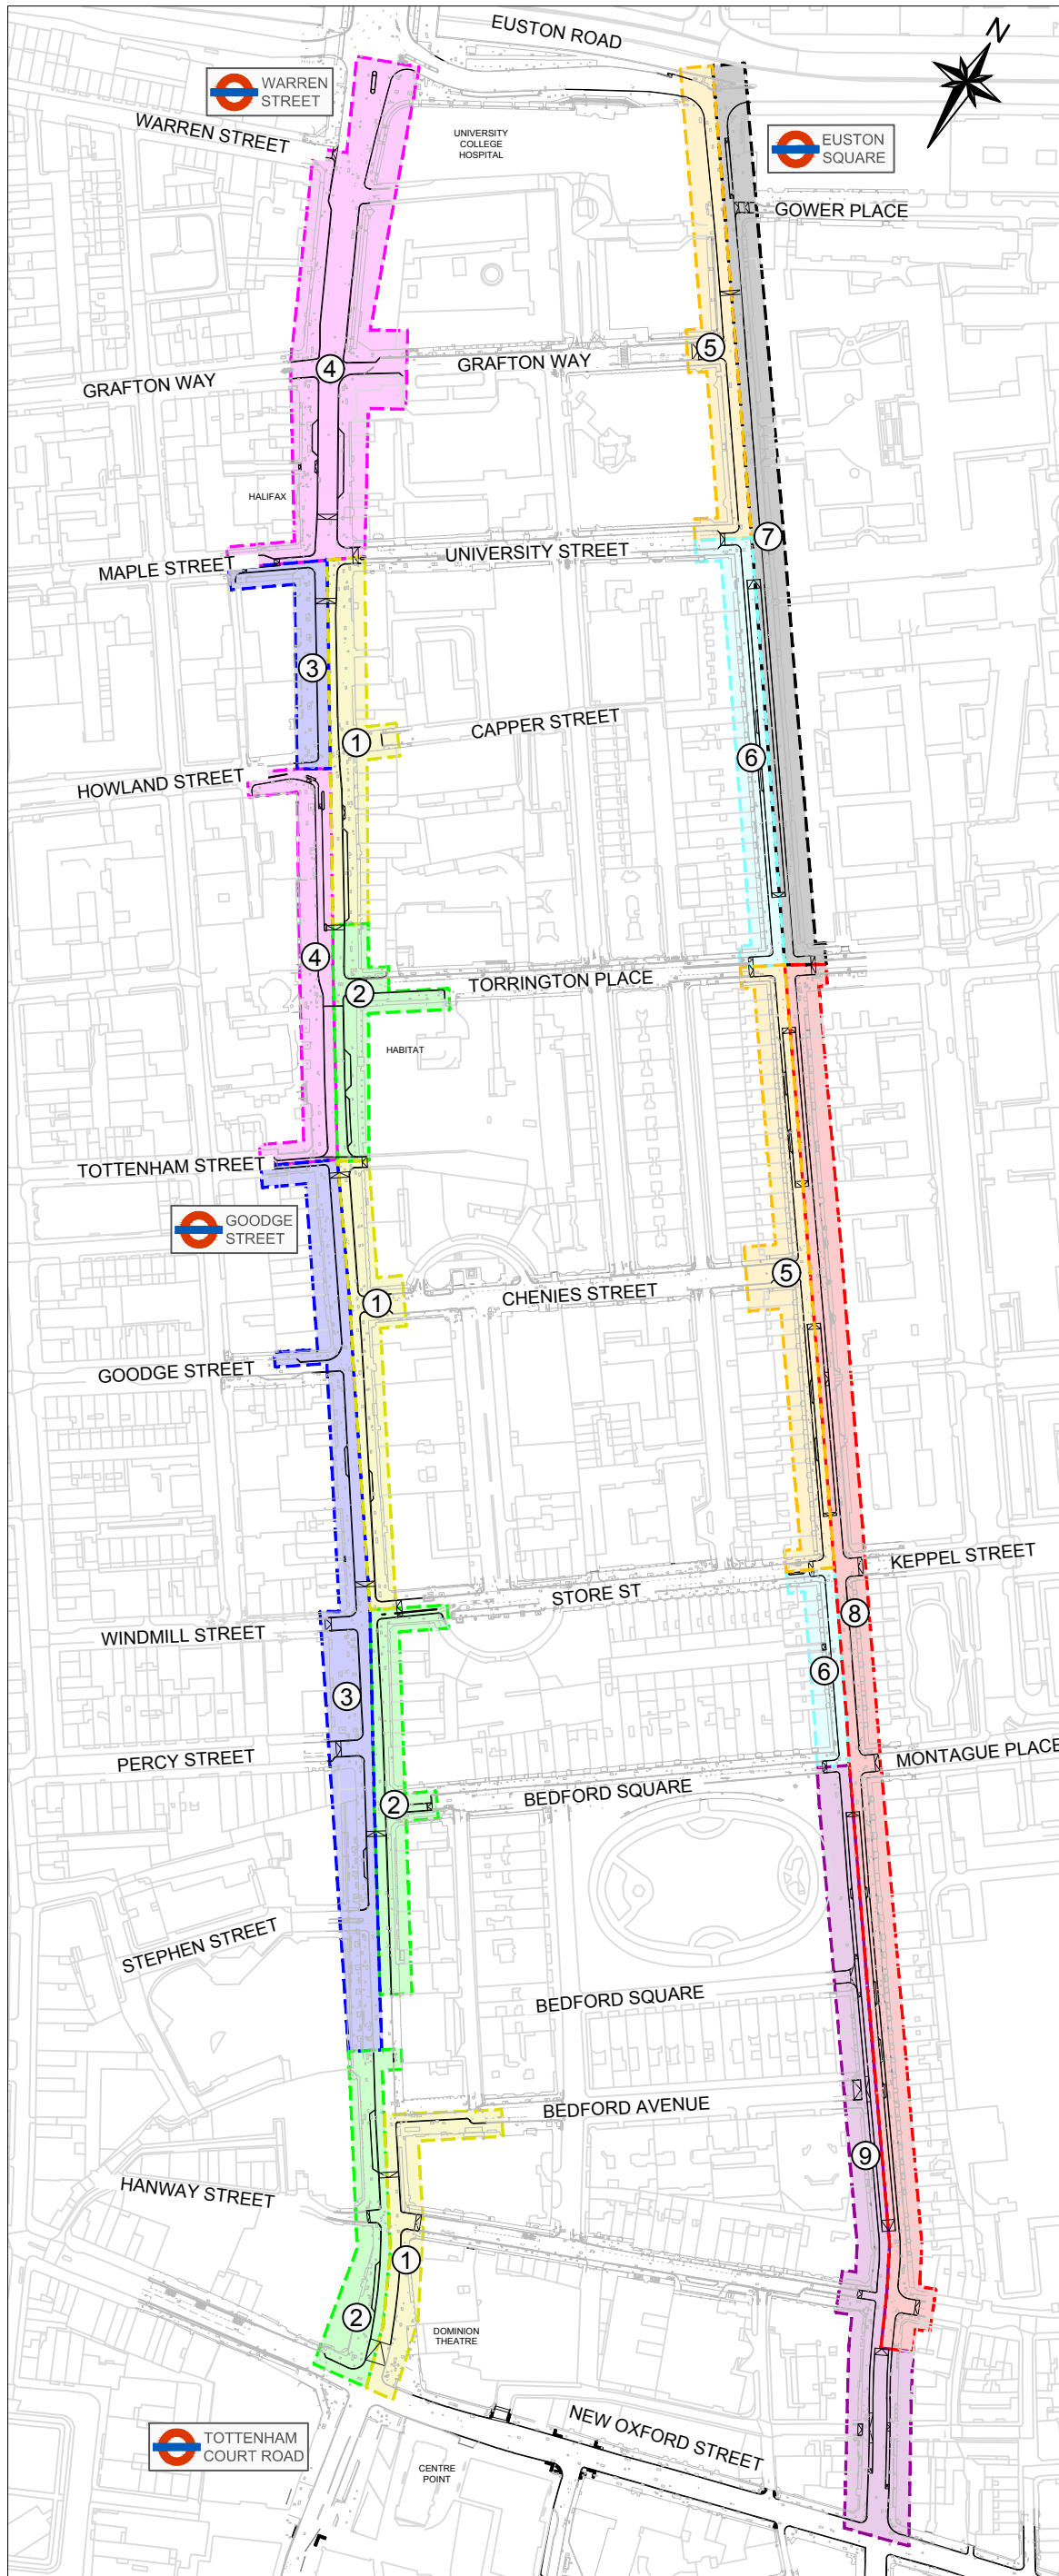 EUSTON ROAD
N
WARREN
STREET
WARREN STREET
UNIVERSITY
COLLEGE
HOSPITAL
EUSTON
SQUARE
GOWER PLACE
5
GRAFTON WAY
GRAFTON WAY
4
HALIFAX
7
UNIVERSITY STREET
MAPLE STREET
3
CAPPER STREET
1
6
HOWLAND STREET
4
TORRINGTON PLACE
2
HABITAT
TOTTENHAM STREET
GOODGE
STREET
5
CHENIES STREET
1
GOODGE STREET
KEPPEL STREET
STORE ST
8
WINDMILL STREET
6
3
MONTAGUE PLACE
PERCY STREET
BEDFORD SQUARE
2
STEPHEN STREET
BEDFORD SQUARE
BEDFORD AVENUE
9
HANWAY STREET
1
2
DOMINION
THEATRE
NEW OXFORD STREET
TOTTENHAM
COURT ROAD
CENTRE
POINT